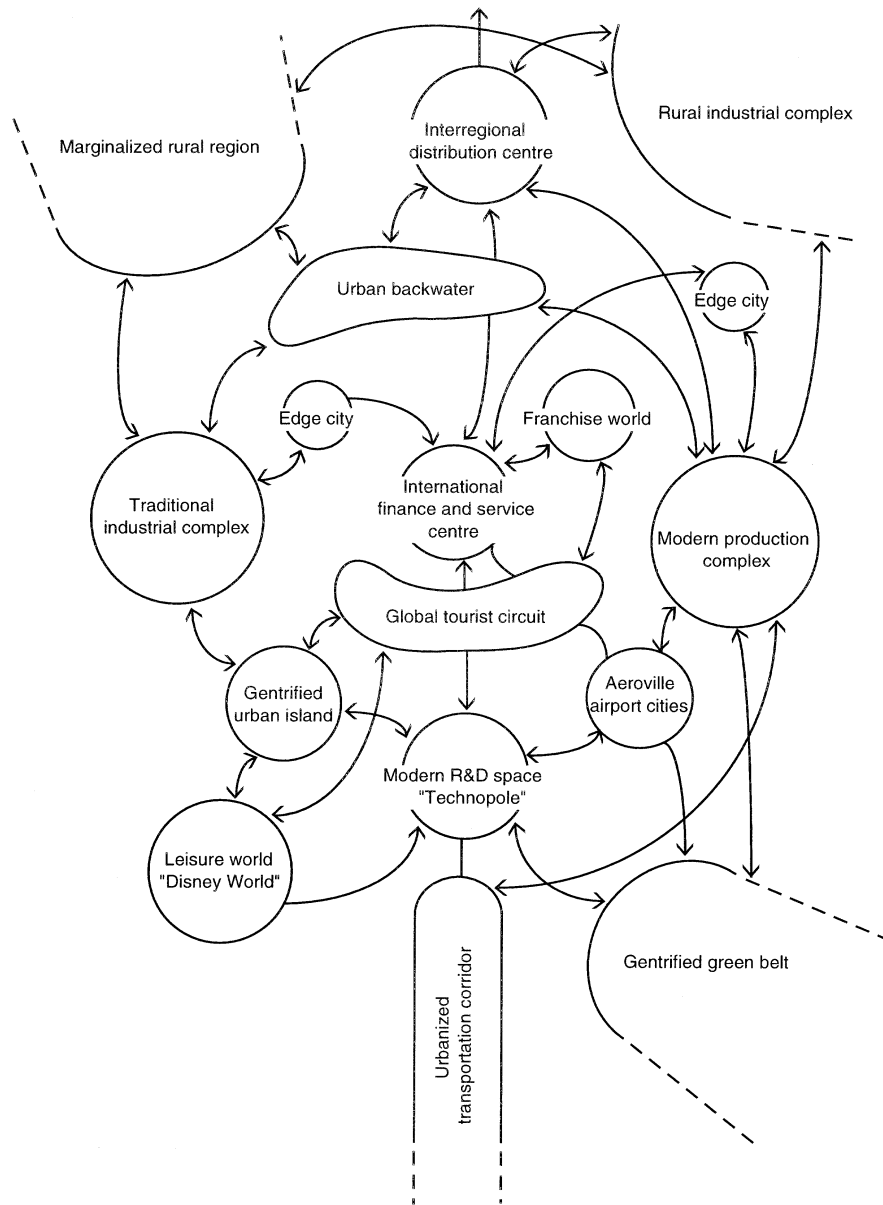 Interregional
distribution centre
Rural industrial complex
Marginalized rural region
Urban backwater
Edge city
Edge city
Franchise world
International
finance and service
centre
Traditional
industrial complex
Modern production
complex
Global tourist circuit
Gentrified
urban island
Aeroville
airport cities
Modern R&D space
"Technopole"
Leisure world
"Disney World"
Gentrified green belt
Urbanized
transportation corridor